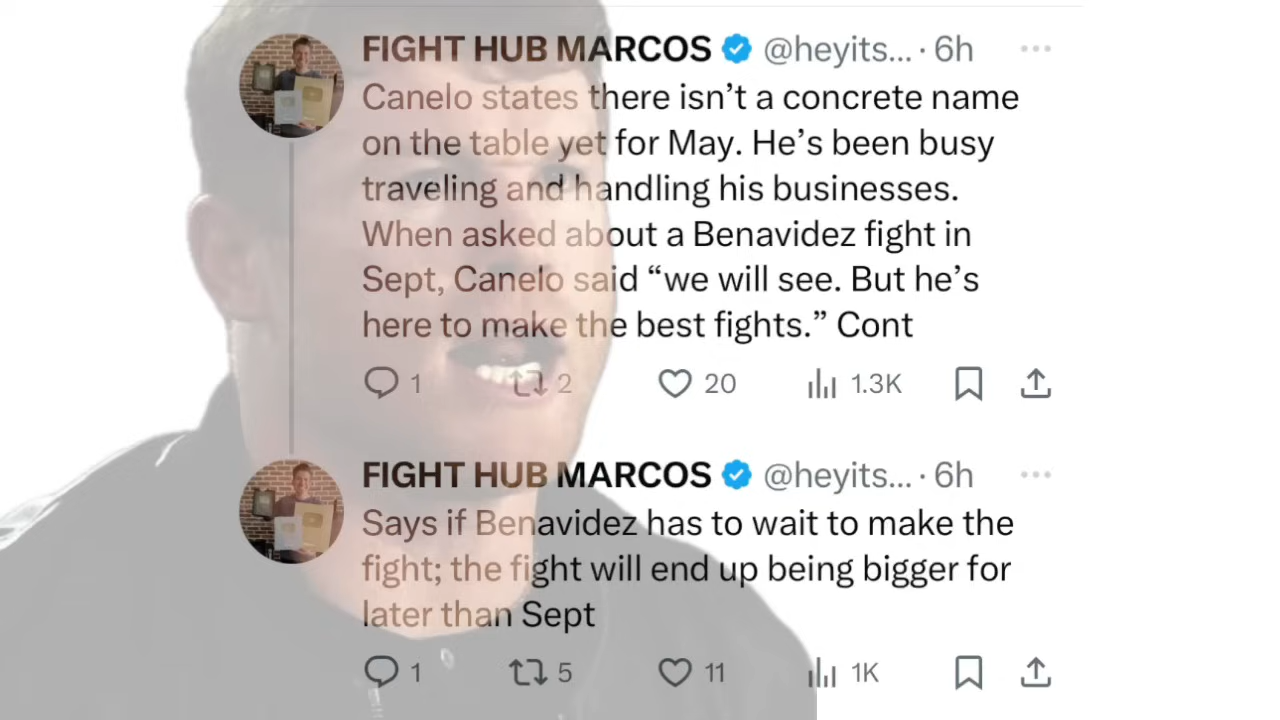 FIGHT HUB MARCOS @heyits... · 6h
Canelo states there isn’t a concrete name
on the table yet for May. He’s been busy
traveling and handling his businesses.
When asked about a Benavidez fight in
Sept, Canelo said “we will see. But he’s
here to make the best fights.” Cont
1 2 20 1.3K
FIGHT HUB MARCOS @heyits... · 6h
Says if Benavidez has to wait to make the
fight; the fight will end up being bigger for
later than Sept
1 5 11 1K